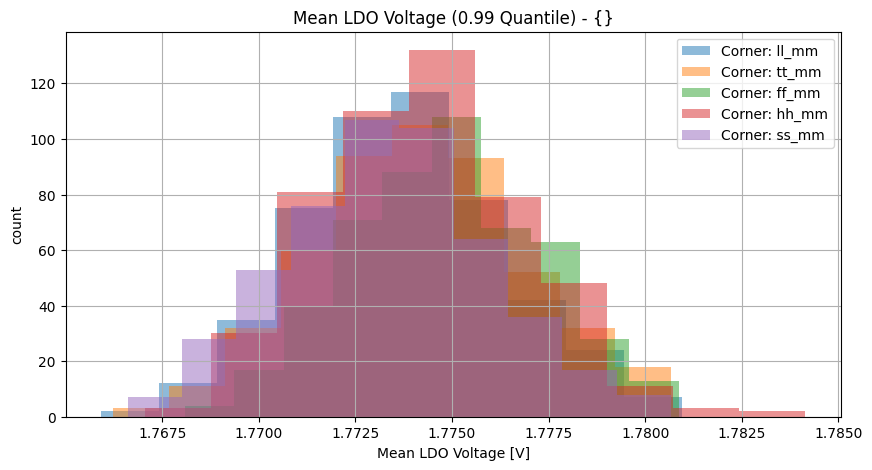 Mean LDO Voltage (0.99 Quantile) - {}
Corner: ll_mm
Corner: tt_mm
Corner: ff_mm
Corner: hh_mm
Corner: ss_mm
count
120
100
80
60
40
20
0
1.7675
1.7700
1.7725
1.7750
1.7775
1.7800
1.7825
1.7850
Mean LDO Voltage [V]